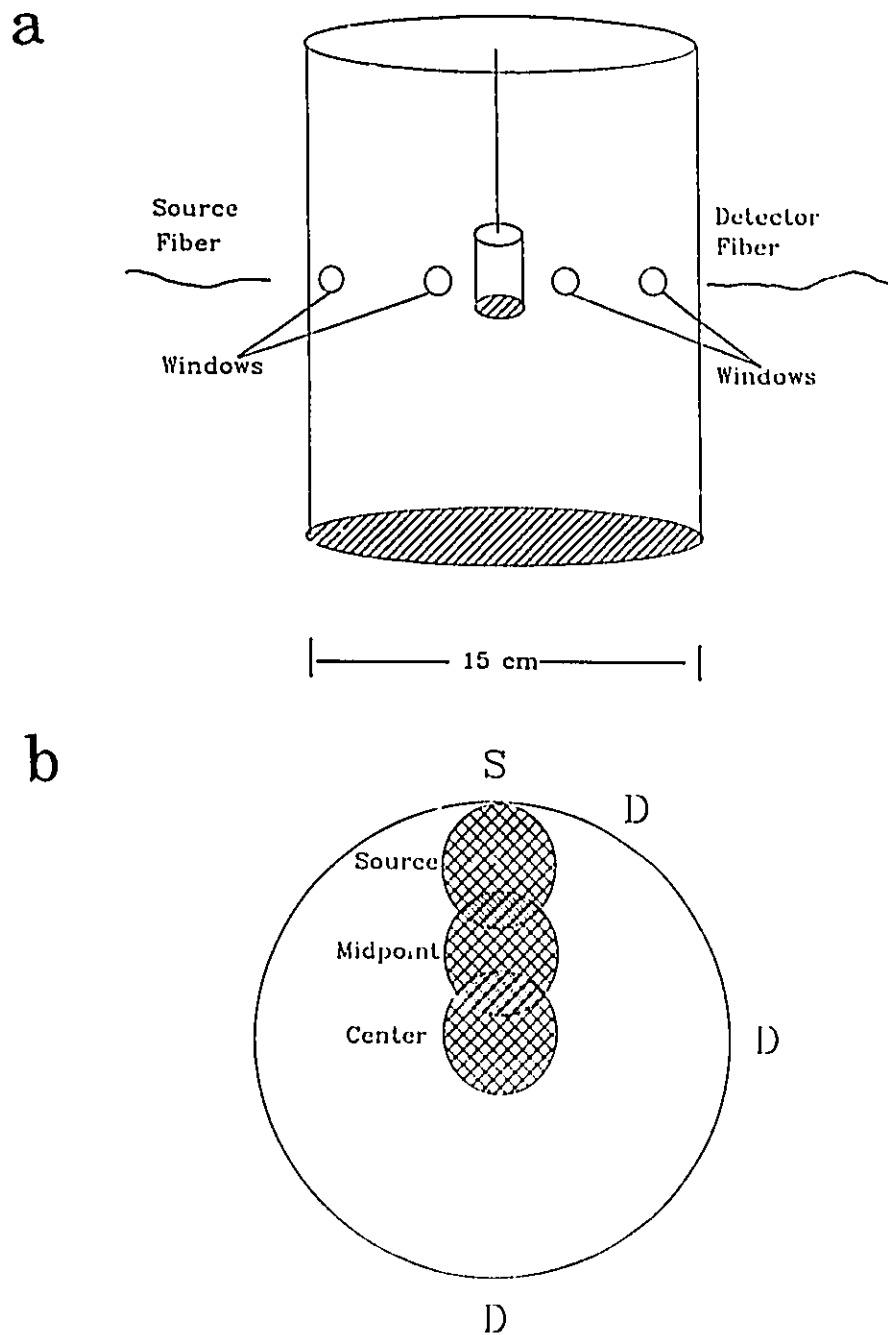 a
Source
Fiber
Detector
Fiber
Windows
Windows
15 cm
b
S
D
Source
Midpoint
Center
D
D